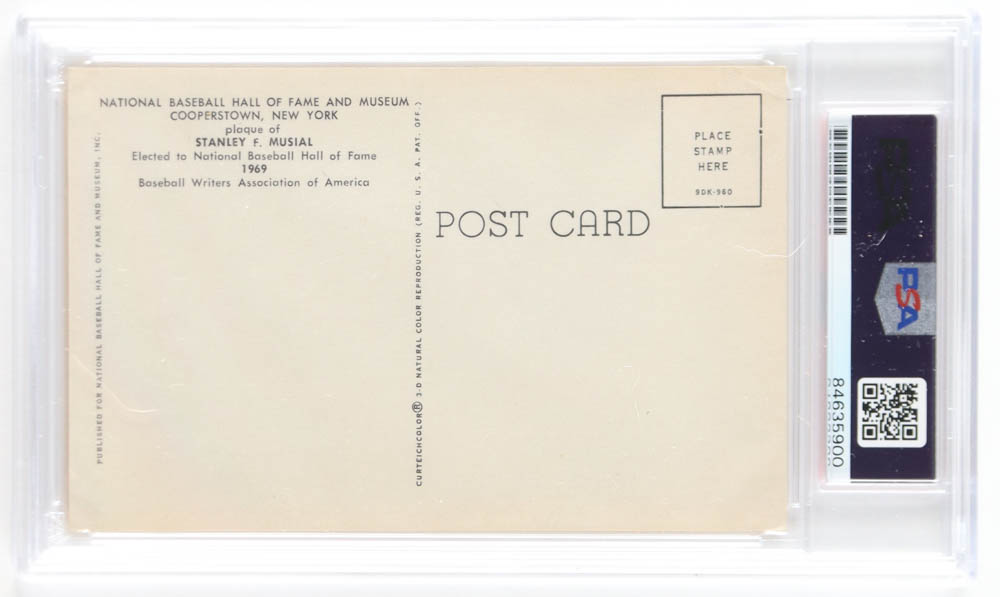 NATIONAL BASEBALL HALL OF FAME AND MUSEUM
COOPERSTOWN, NEW YORK
plaque of
STANLEY F. MUSIAL
Elected to National Baseball Hall of Fame
1969
Baseball Writers Association of America
PUBLISHED FOR NATIONAL BASEBALL HALL OF FAME AND MUSEUM, INC.
CURTEICHCOLOR® 3-D NATURAL COLOR REPRODUCTION (REG. U. S. A. PAT. OFF.)
POST CARD
PLACE
STAMP
HERE
9DK-960
PSA
84635900